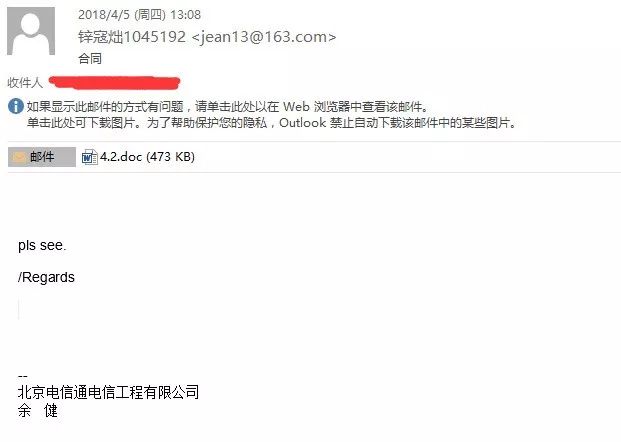 2018/4/5 (周四) 13:08
锌寇炪1045192 <jean13@163.com>
合同
收件人
如果显示此邮件的方式有问题，请单击此处以在 Web 浏览器中查看该邮件。
单击此处可下载图片。为了帮助保护您的隐私，Outlook 禁止自动下载该邮件中的某些图片。
邮件 4.2.doc (473 KB)
pls see.
/Regards
--
北京电信通电信工程有限公司
余 健